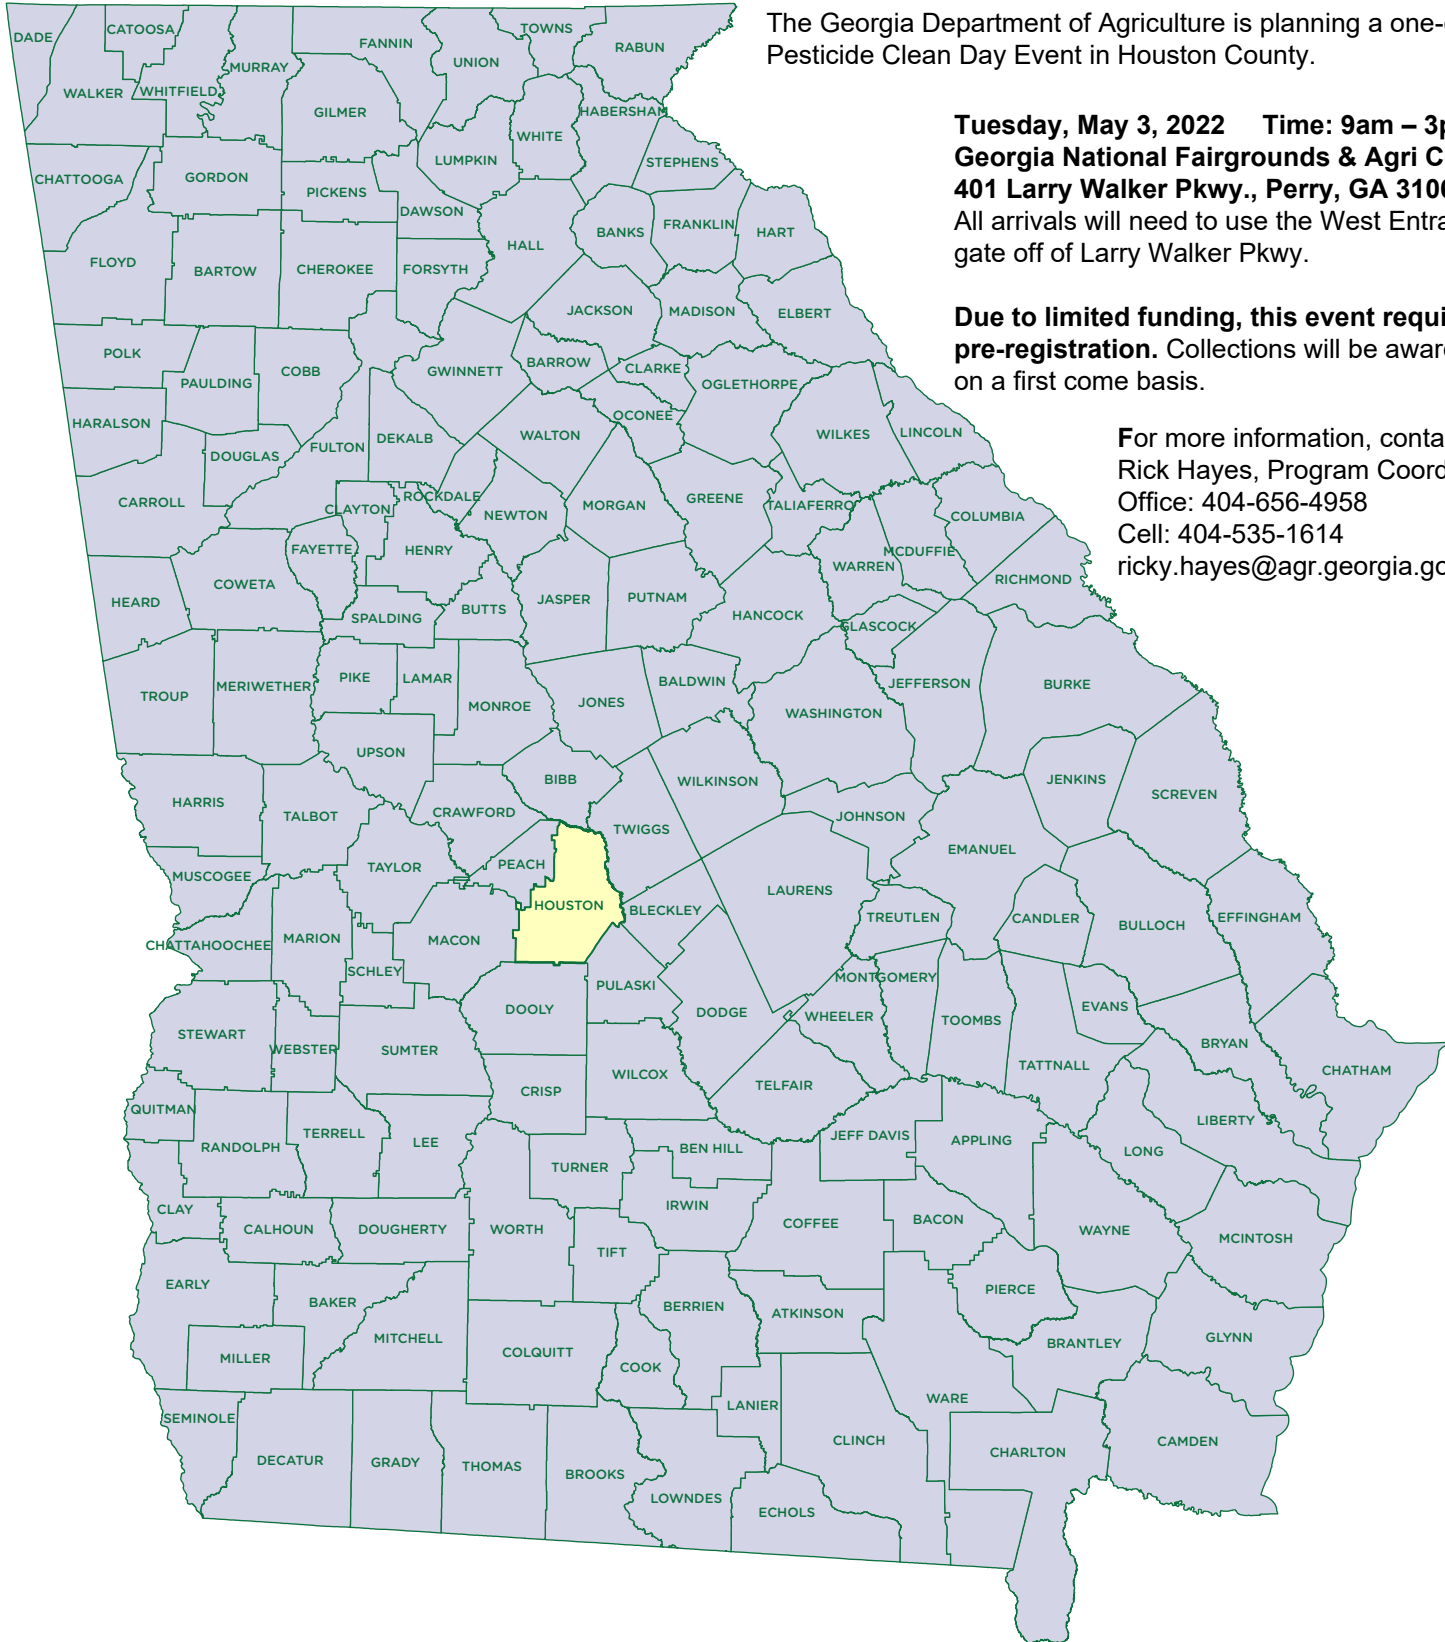 The Georgia Department of Agriculture is planning a one-
Pesticide Clean Day Event in Houston County.
Tuesday, May 3, 2022 Time: 9am – 3p
Georgia National Fairgrounds & Agri C
401 Larry Walker Pkwy., Perry, GA 310
All arrivals will need to use the West Entra
gate off of Larry Walker Pkwy.
Due to limited funding, this event requi
pre-registration. Collections will be awar
on a first come basis.
For more information, conta
Rick Hayes, Program Coord
Office: 404-656-4958
Cell: 404-535-1614
ricky.hayes@agr.georgia.go
DADE
CATOOSA
FANNIN
TOWNS
RABUN
UNION
MURRAY
WALKER
WHITFIELD
GILMER
HABERSHAM
WHITE
LUMPKIN
STEPHENS
CHATTOOGA
GORDON
PICKENS
DAWSON
HALL
BANKS
FRANKLIN
HART
FLOYD
BARTOW
CHEROKEE
FORSYTH
JACKSON
MADISON
ELBERT
POLK
PAULDING
COBB
GWINNETT
BARROW
CLARKE
OGLETHORPE
OCONEE
HARALSON
DOUGLAS
FULTON
DEKALB
WALTON
WILKES
LINCOLN
CARROLL
CLAYTON
ROCKDALE
NEWTON
MORGAN
GREENE
TALIAFERRO
COLUMBIA
FAYETTE
HENRY
MCDUFFIE
WARREN
RICHMOND
COWETA
HEARD
SPALDING
BUTTS
JASPER
PUTNAM
HANCOCK
GLASCOCK
TROUP
MERIWETHER
PIKE
LAMAR
MONROE
JONES
BALDWIN
WASHINGTON
JEFFERSON
BURKE
UPSON
BIBB
WILKINSON
JENKINS
SCREVEN
HARRIS
TALBOT
CRAWFORD
TWIGGS
JOHNSON
EMANUEL
MUSCOGEE
TAYLOR
PEACH
HOUSTON
BLECKLEY
LAURENS
TREUTLEN
CANDLER
BULLOCH
EFFINGHAM
CHATTAHOOCHEE
MARION
MACON
SCHLEY
PULASKI
MONTGOMERY
DOOLY
DODGE
WHEELER
TOOMBS
EVANS
STEWART
WEBSTER
SUMTER
BRYAN
CRISP
WILCOX
TELFAIR
TATTNALL
CHATHAM
QUITMAN
RANDOLPH
TERRELL
LEE
TURNER
BEN HILL
JEFF DAVIS
APPLING
LONG
LIBERTY
CLAY
CALHOUN
DOUGHERTY
WORTH
TIFT
IRWIN
COFFEE
BACON
WAYNE
MCINTOSH
EARLY
BAKER
MITCHELL
MILLER
BERRIEN
ATKINSON
PIERCE
COLQUITT
COOK
BRANTLEY
GLYNN
SEMINOLE
LANIER
WARE
DECATUR
GRADY
THOMAS
BROOKS
CLINCH
CHARLTON
CAMDEN
LOWNDES
ECHOLS